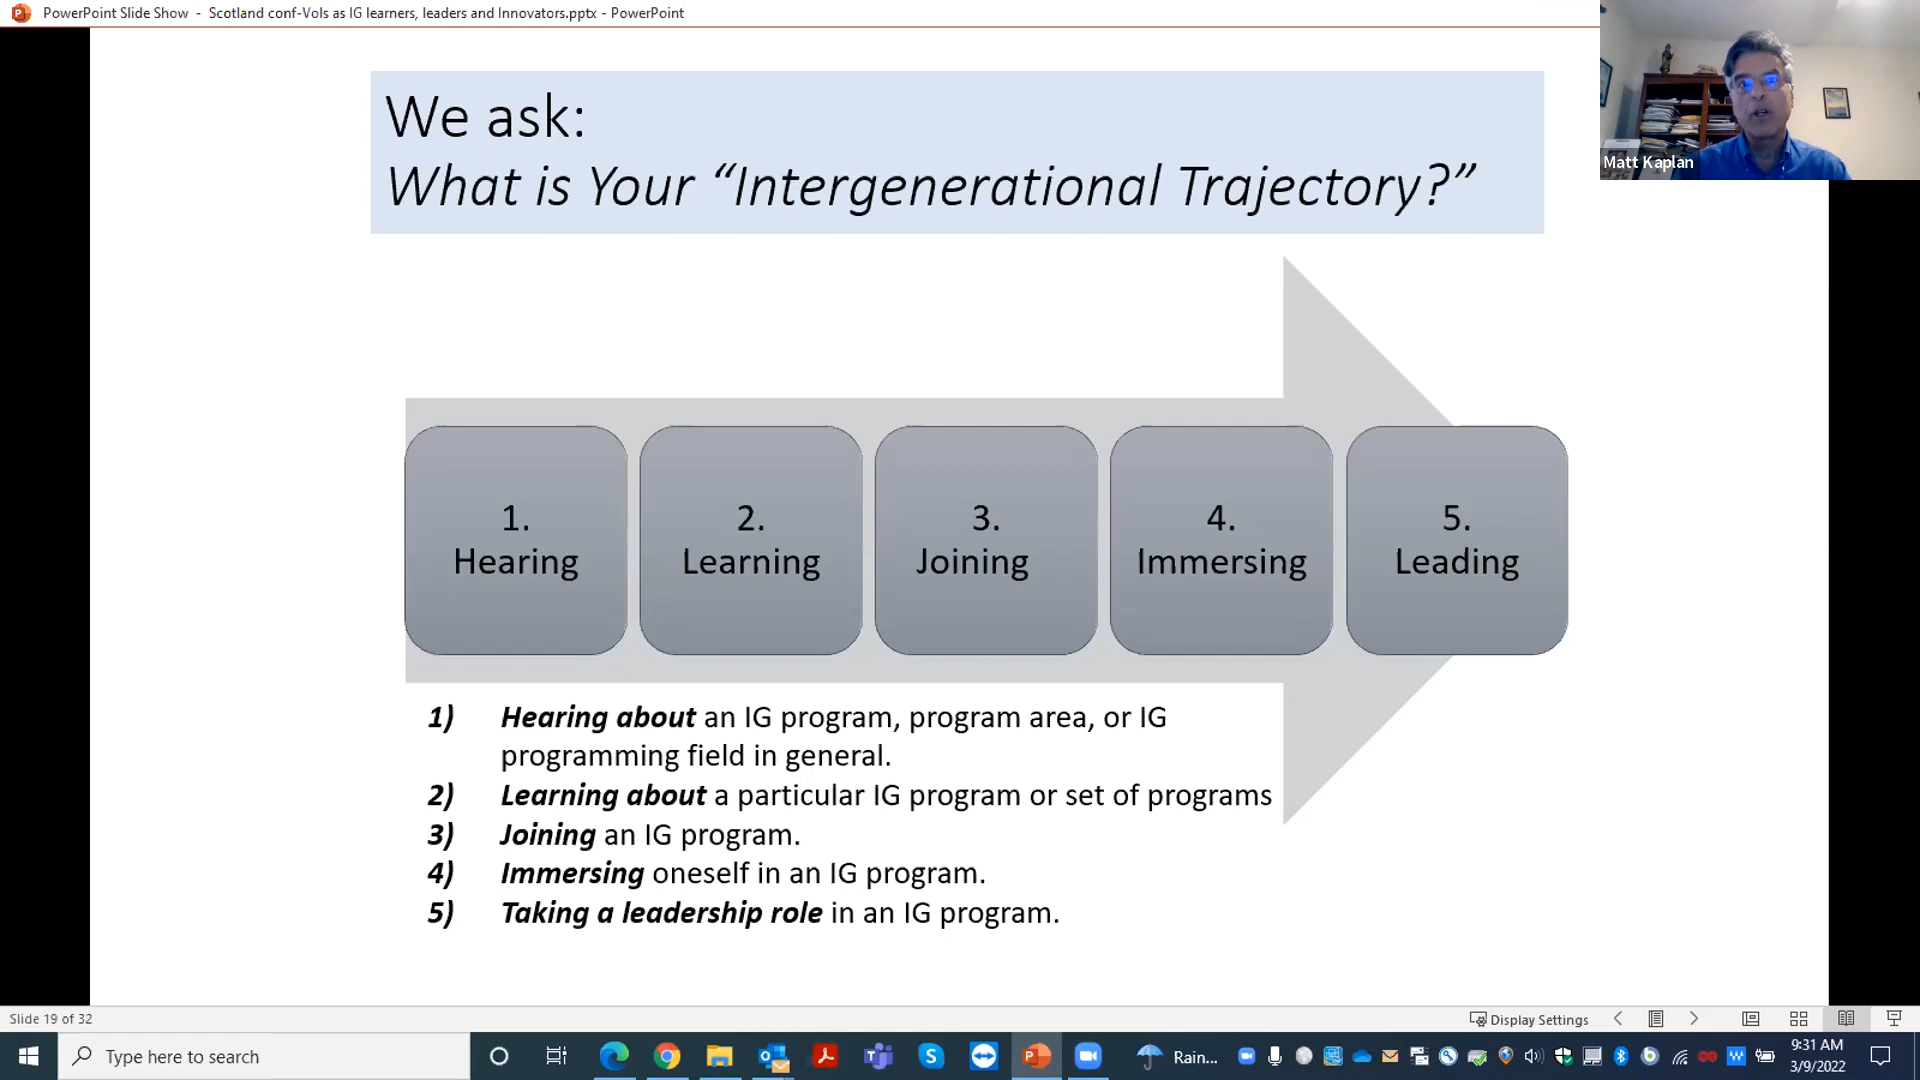 PowerPoint Slide Show - Scotland conf-Vols as IG learners, leaders and Innovators.pptx - PowerPoint
Matt Kaplan
We ask:
What is Your “Intergenerational Trajectory?”
1.
Hearing
2.
Learning
3.
Joining
4.
Immersing
5.
Leading
1) Hearing about an IG program, program area, or IG
programming field in general.
2) Learning about a particular IG program or set of programs
3) Joining an IG program.
4) Immersing oneself in an IG program.
5) Taking a leadership role in an IG program.
Slide 19 of 32
Display Settings
Type here to search
Rain...
9:31 AM
3/9/2022